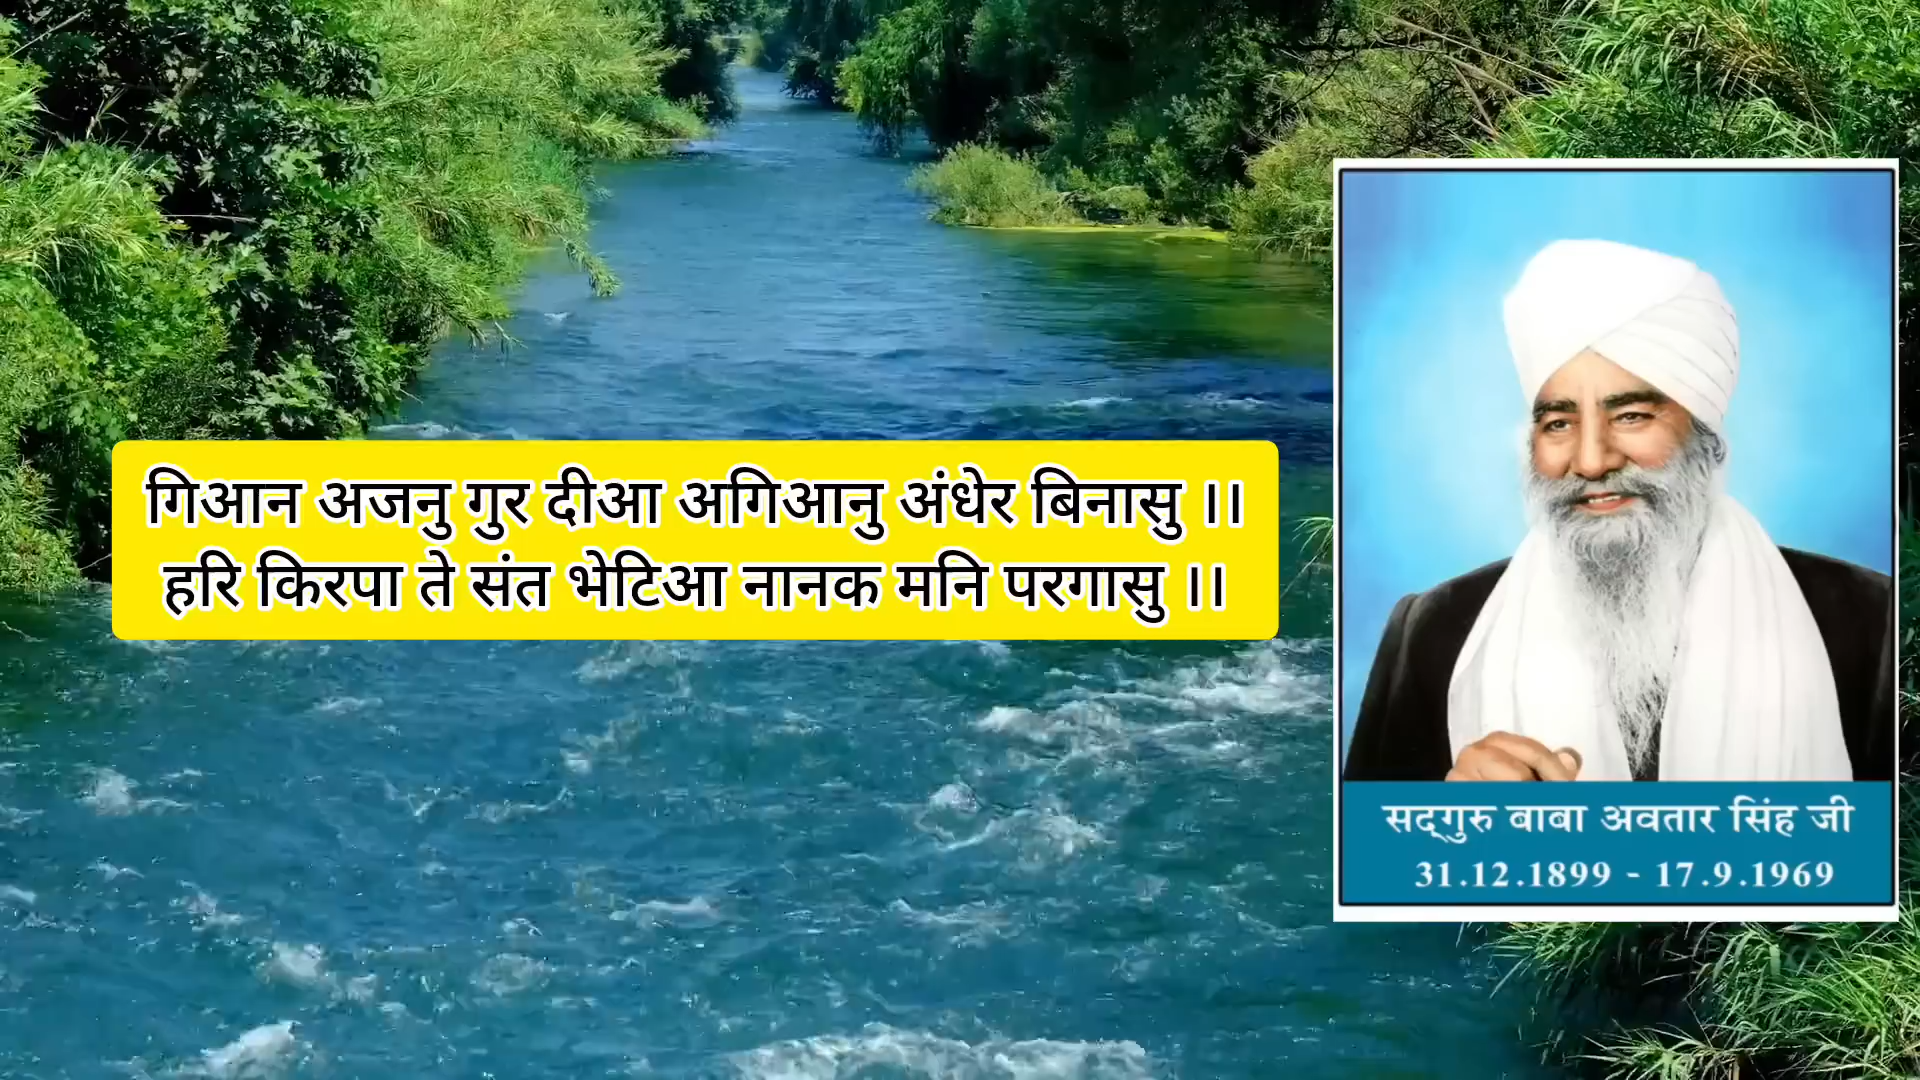 गिआन अजनु गुर दीआ अगिआनु अंधेर बिनासु ।।
हरि किरपा ते संत भेटिआ नानक मनि परगासु ।।
सद्‌गुरु बाबा अवतार सिंह जी
31.12.1899 - 17.9.1969